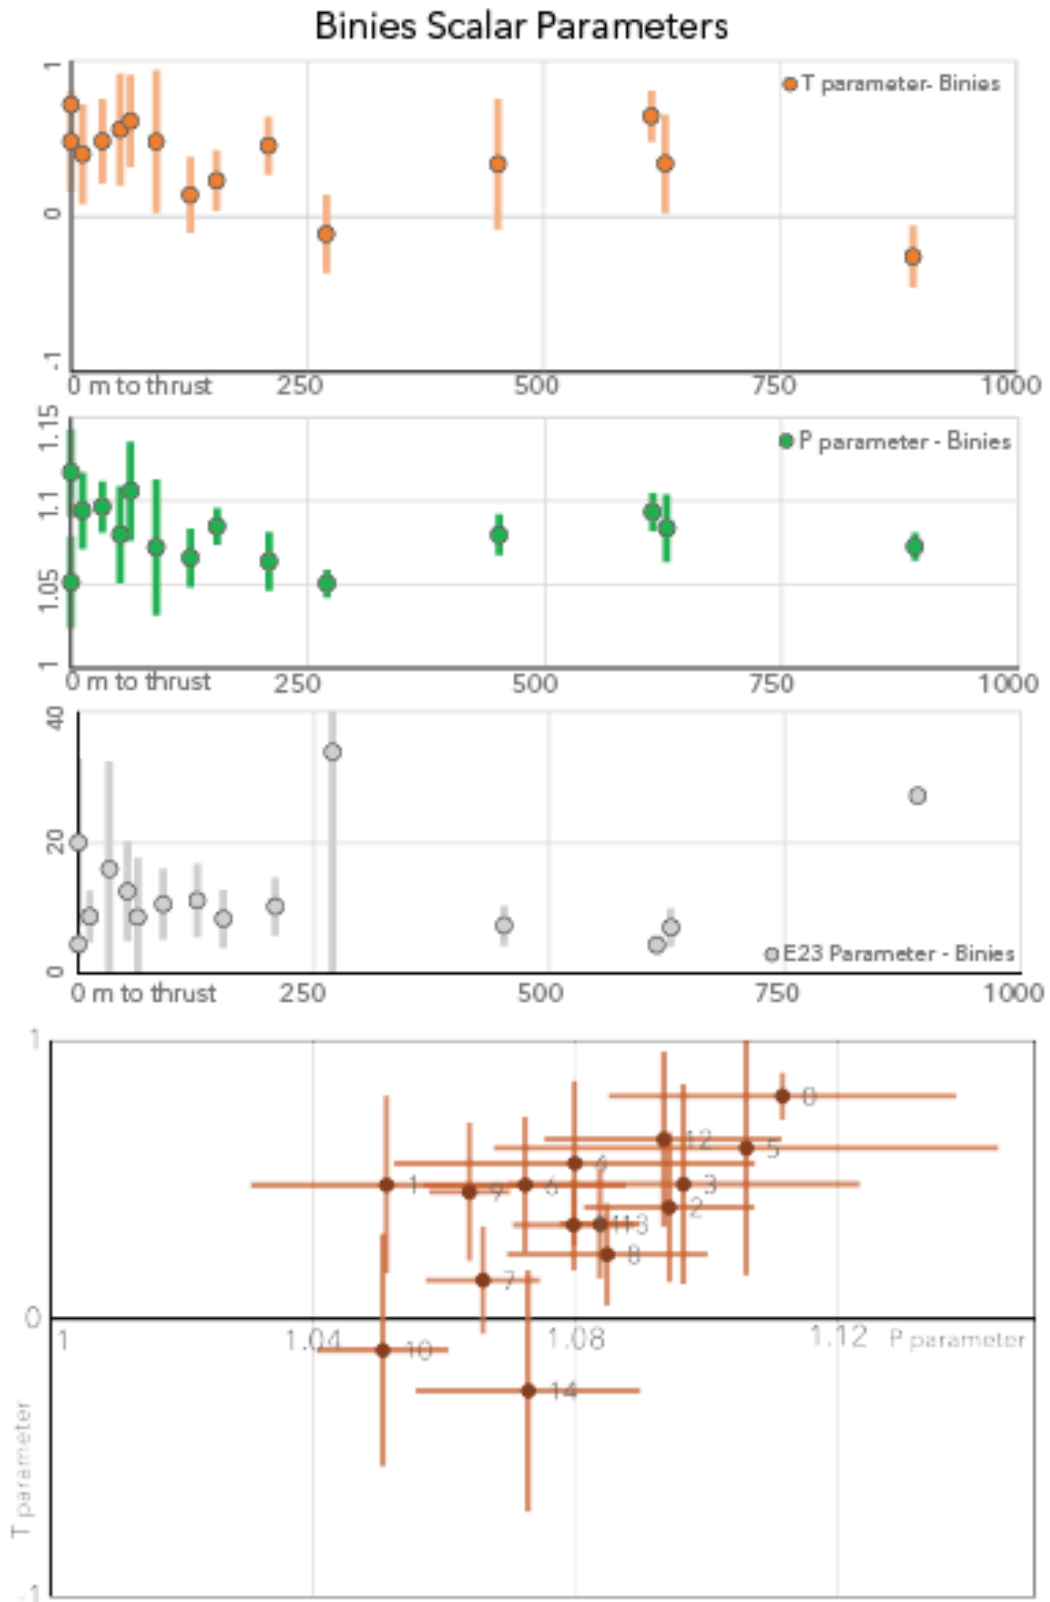 Binies Scalar Parameters
1
T parameter- Binies
0
-1
0 m to thrust 250 500 750 1000
1.15
P parameter - Binies
1.1
1.05
1
0 m to thrust 250 500 750 1000
40
20
E23 Parameter - Binies
0
0 m to thrust 250 500 750 1000
1
0
12
5
4
1 9 6 3
2
13
8
7
0
1 1.04 1.08 1.12 P parameter
10
14
T parameter
-1